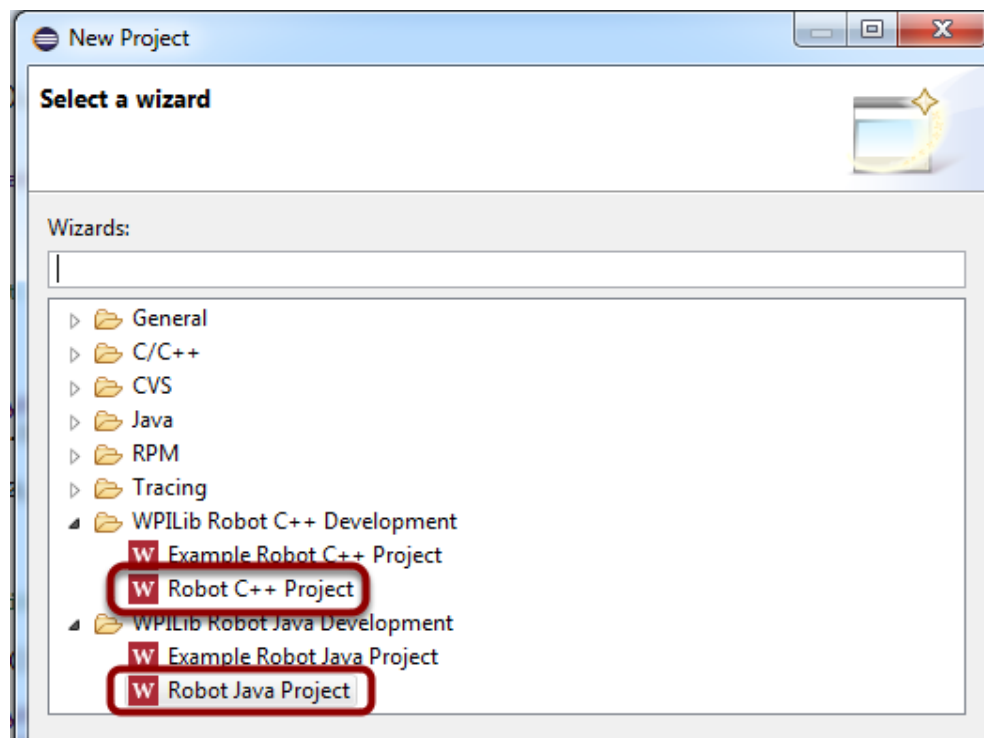 New Project
Select a wizard
Wizards:
General
C/C++
CVS
Java
RPM
Tracing
WPILib Robot C++ Development
W Example Robot C++ Project
W Robot C++ Project
WPILib Robot Java Development
W Example Robot Java Project
W Robot Java Project